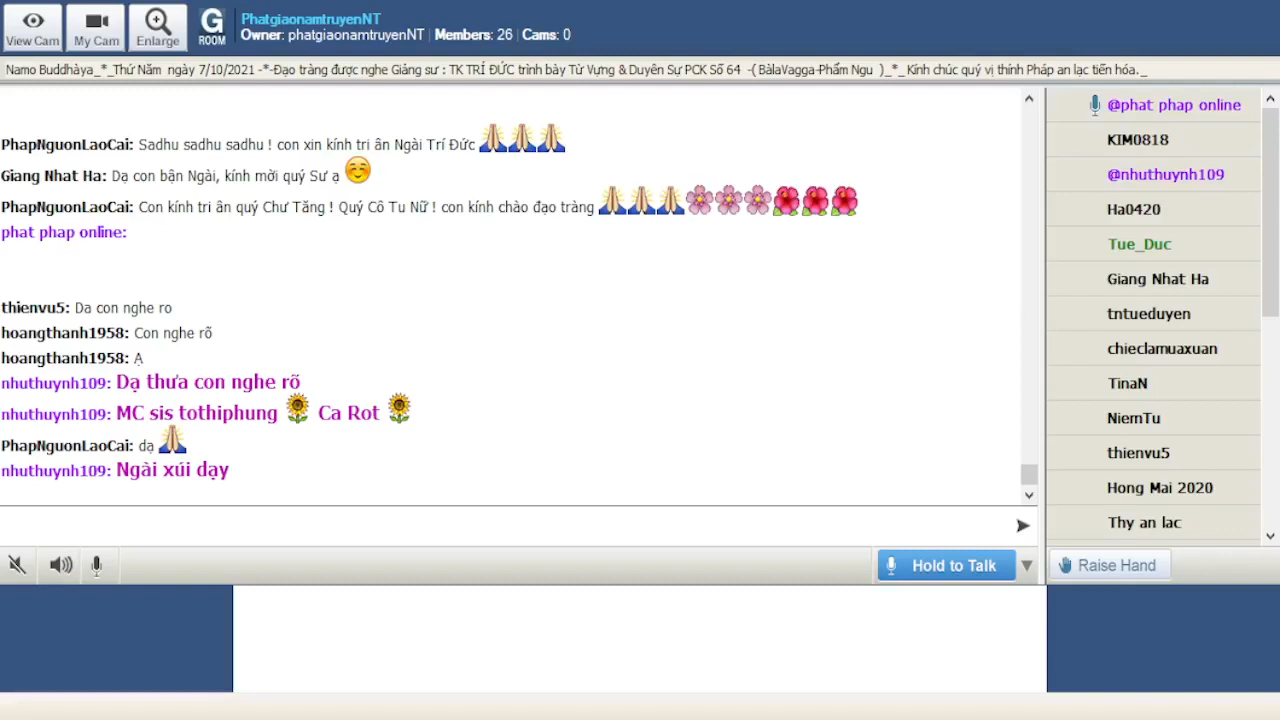 View Cam
My Cam
Enlarge
G
ROOM
PhatgiaonamtruyenNT
Owner: phatgiaonamtruyenNT | Members: 26 | Cams: 0
Namo Buddhàya_*_Thứ Năm ngày 7/10/2021 -*-Đạo tràng được nghe Giảng sư : TK TRÍ ĐỨC trình bày Từ Vựng & Duyên Sự PCK Số 64 -( BàlaVagga-Phẩm Ngu )_*_ Kính chúc quý vị thính Pháp an lạc tiến hóa._
PhapNguonLaoCai: Sadhu sadhu sadhu ! con xin kính tri ân Ngài Trí Đức
Giang Nhat Ha: Dạ con bận Ngài, kính mời quý Sư ạ
PhapNguonLaoCai: Con kính tri ân quý Chư Tăng ! Quý Cô Tu Nữ ! con kính chào đạo tràng
phat phap online:
thienvu5: Da con nghe ro
hoangthanh1958: Con nghe rõ
hoangthanh1958: Ạ
nhuthuynh109: Dạ thưa con nghe rõ
nhuthuynh109: MC sis tothiphung Ca Rot
PhapNguonLaoCai: dạ
nhuthuynh109: Ngài xúi dạy
@phat phap online
KIM0818
@nhuthuynh109
Ha0420
Tue_Duc
Giang Nhat Ha
tntueduyen
chieclamuaxuan
TinaN
NiemTu
thienvu5
Hong Mai 2020
Thy an lac
Hold to Talk
Raise Hand